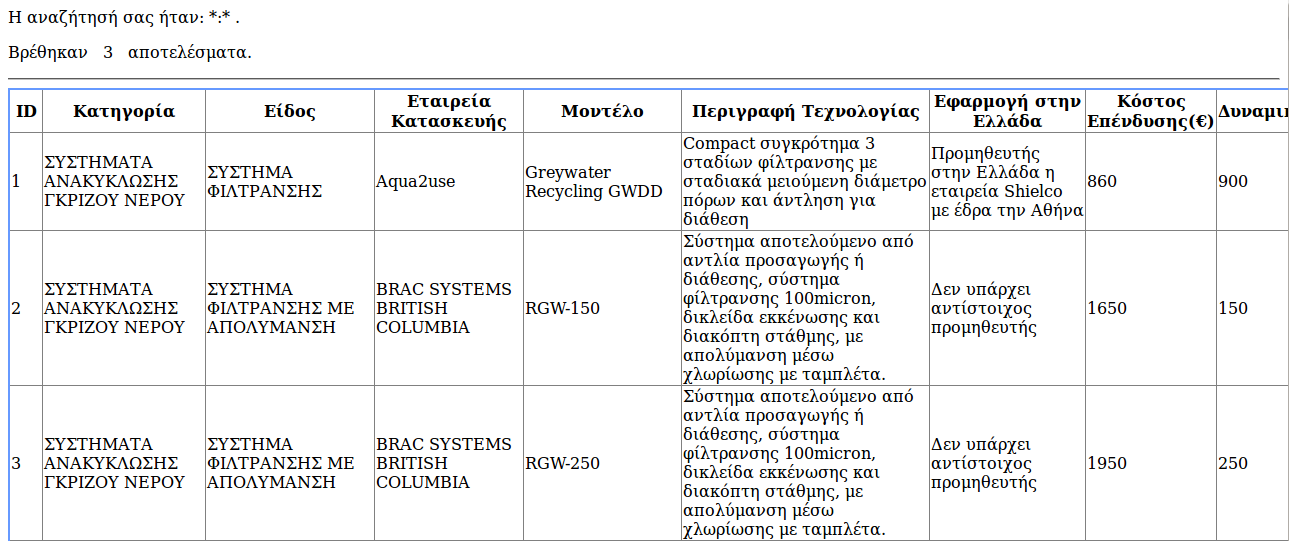 Η αναζήτησή σας ήταν: *:* .
Βρέθηκαν 3 αποτελέσματα.
ID Κατηγορία Είδος Εταιρεία Κατασκευής Μοντέλο Περιγραφή Τεχνολογίας Εφαρμογή στην Ελλάδα Κόστος Επένδυσης(€)
1
ΣΥΣΤΗΜΑΤΑ
ΑΝΑΚΥΚΛΩΣΗΣ
ΓΚΡΙΖΟΥ ΝΕΡΟΥ
ΣΥΣΤΗΜΑ
ΦΙΛΤΡΑΝΣΗΣ
Aqua2use
Greywater
Recycling GWDD
Compact συγκρότημα 3
σταδίων φίλτρανσης με
σταδιακά μειούμενη διάμετρο
πόρων και άντληση για
διάθεση
Προμηθευτής
στην Ελλάδα η
εταιρεία Shielco
με έδρα την Αθήνα
860
900
2
ΣΥΣΤΗΜΑΤΑ
ΑΝΑΚΥΚΛΩΣΗΣ
ΓΚΡΙΖΟΥ ΝΕΡΟΥ
ΣΥΣΤΗΜΑ
ΦΙΛΤΡΑΝΣΗΣ ΜΕ
ΑΠΟΛΥΜΑΝΣΗ
BRAC SYSTEMS
BRITISH
COLUMBIA
RGW-150
Σύστημα αποτελούμενο από
αντλία προσαγωγής ή
διάθεσης, σύστημα
φίλτρανσης 100micron,
δικλείδα εκκένωσης και
διακόπτη στάθμης, με
απολύμανση μέσω
χλωρίωσης με ταμπλέτα.
Δεν υπάρχει
αντίστοιχος
προμηθευτής
1650
150
3
ΣΥΣΤΗΜΑΤΑ
ΑΝΑΚΥΚΛΩΣΗΣ
ΓΚΡΙΖΟΥ ΝΕΡΟΥ
ΣΥΣΤΗΜΑ
ΦΙΛΤΡΑΝΣΗΣ ΜΕ
ΑΠΟΛΥΜΑΝΣΗ
BRAC SYSTEMS
BRITISH
COLUMBIA
RGW-250
Σύστημα αποτελούμενο από
αντλία προσαγωγής ή
διάθεσης, σύστημα
φίλτρανσης 100micron,
δικλείδα εκκένωσης και
διακόπτη στάθμης, με
απολύμανση μέσω
χλωρίωσης με ταμπλέτα.
Δεν υπάρχει
αντίστοιχος
προμηθευτής
1950
250